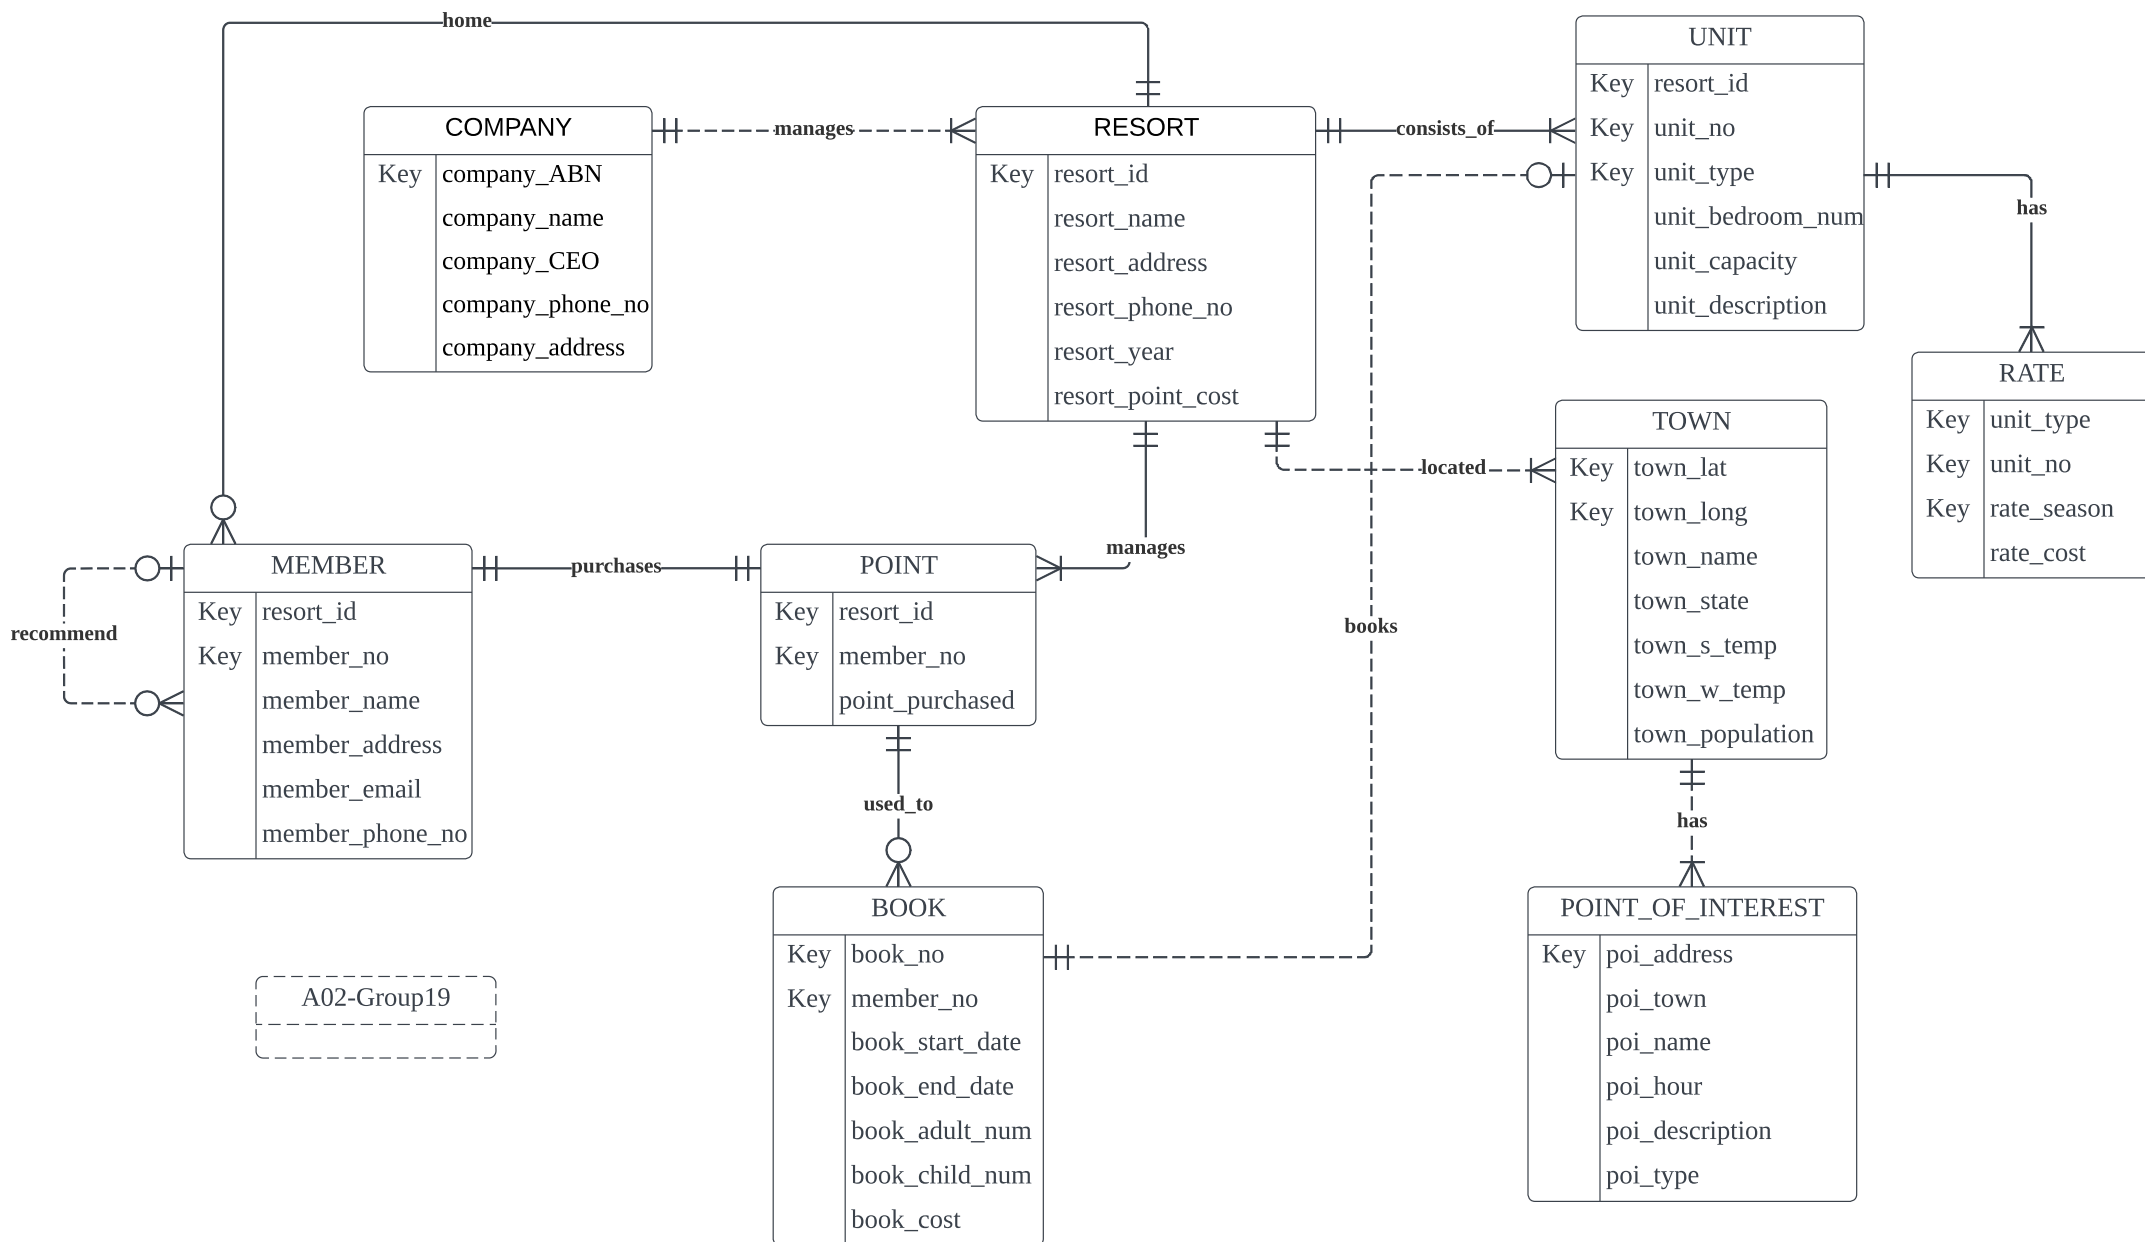 home
COMPANY
Key company_ABN
company_name
company_CEO
company_phone_no
company_address
manages
RESORT
Key resort_id
resort_name
resort_address
resort_phone_no
resort_year
resort_point_cost
consists_of
UNIT
Key resort_id
Key unit_no
Key unit_type
unit_bedroom_num
unit_capacity
unit_description
has
RATE
Key unit_type
Key unit_no
Key rate_season
rate_cost
located
TOWN
Key town_lat
Key town_long
town_name
town_state
town_s_temp
town_w_temp
town_population
manages
books
recommend
MEMBER
Key resort_id
Key member_no
member_name
member_address
member_email
member_phone_no
purchases
POINT
Key resort_id
Key member_no
point_purchased
used_to
has
BOOK
Key book_no
Key member_no
book_start_date
book_end_date
book_adult_num
book_child_num
book_cost
POINT_OF_INTEREST
Key poi_address
poi_town
poi_name
poi_hour
poi_description
poi_type
A02-Group19